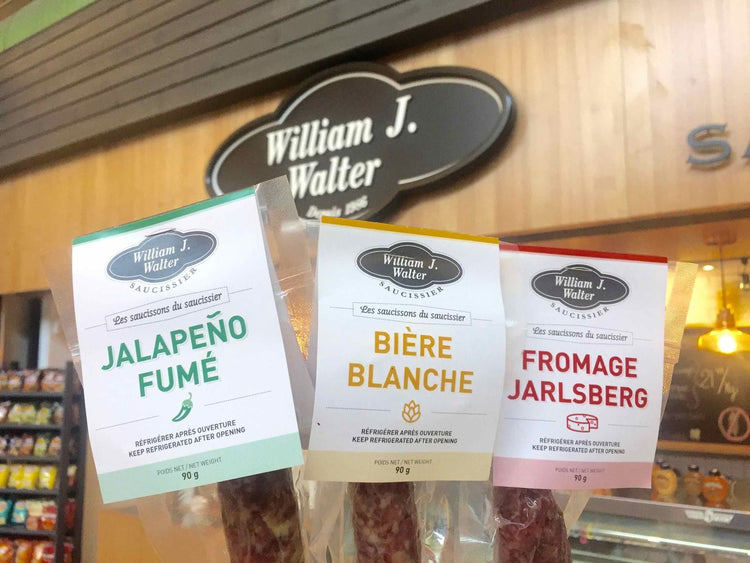 William J.
Walter
Depuis 1986
William J.
Walter
SAUCISSIER
Les saucissons du saucissier
JALAPEÑO
FUMÉ
RÉFRIGÉRER APRÈS OUVERTURE
KEEP REFRIGERATED AFTER OPENING
POIDS NET / NET WEIGHT
90 g
William J.
Walter
SAUCISSIER
Les saucissons du saucissier
BIÈRE
BLANCHE
RÉFRIGÉRER APRÈS OUVERTURE
KEEP REFRIGERATED AFTER OPENING
POIDS NET / NET WEIGHT
90 g
William J.
Walter
SAUCISSIER
Les saucissons du saucissier
FROMAGE
JARLSBERG
RÉFRIGÉRER APRÈS OUVERTURE
KEEP REFRIGERATED AFTER OPENING
POIDS NET / NET WEIGHT
90 g